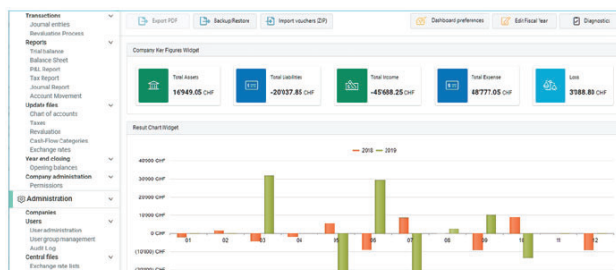 Transactions
Journal entries
Revaluation Process
Reports
Trial balance
Balance-Sheet
P&L Report
Tax Report
Journal Report
Account Movement
Update files
Chart of accounts
Taxes
Revaluation
Cash-Flow Categories
Exchange rates
Year end closing
Opening balances
Company administration
Permissions
Administration
Companies
Users
User administration
User group management
Audit Log
Central files
Exchange rate lists
Export PDF
Backup/Restore
Import vouchers (ZIP)
Dashboard preferences
Edit Fiscal Year
Diagnostics
Company Key Figures Widget
Total Assets
16'949.05 CHF
Total Liabilities
-20'037.85 CHF
Total Income
-45'688.25 CHF
Total Expense
48'777.05 CHF
Loss
3'088.80 CHF
Result Chart Widget
2018 2019
40'000 CHF
30'000 CHF
20'000 CHF
10'000 CHF
0 CHF
(10'000) CHF
(20'000) CHF
01 02 03 04 05 06 07 08 09 10 11 12